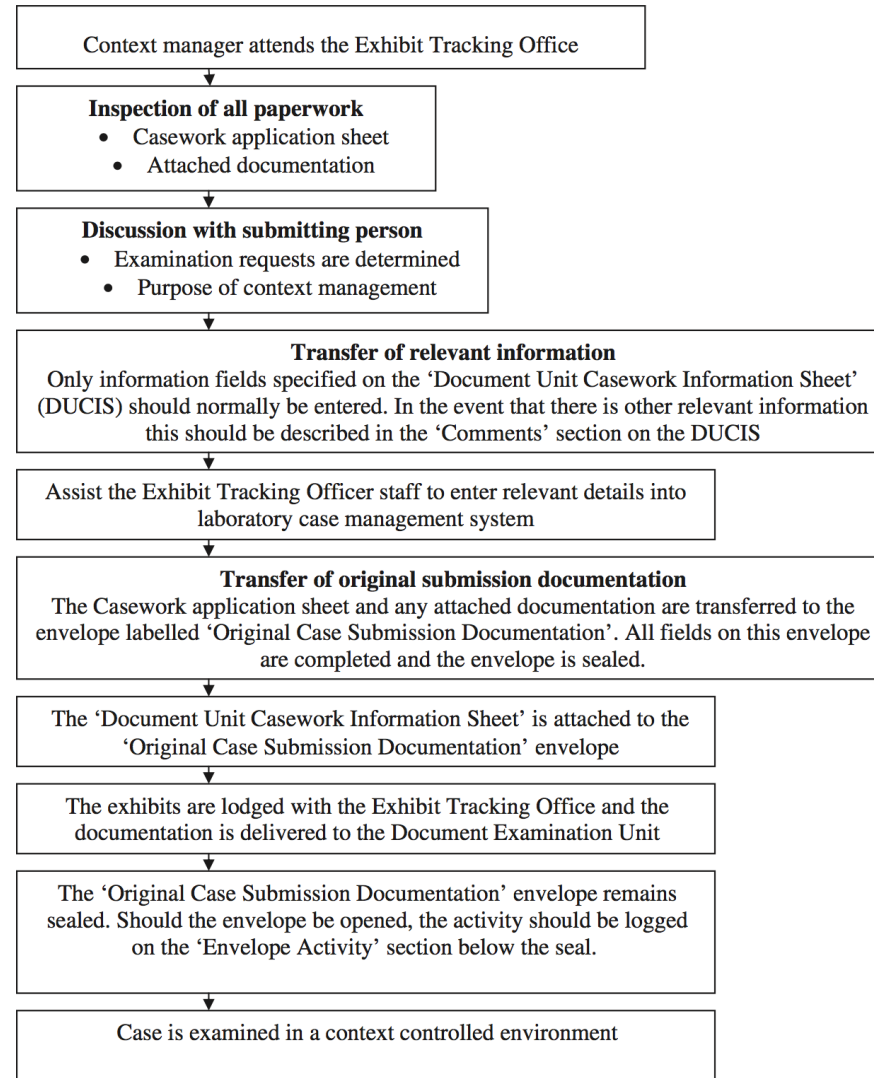 Context manager attends the Exhibit Tracking Office
Inspection of all paperwork
• Casework application sheet
• Attached documentation
Discussion with submitting person
• Examination requests are determined
• Purpose of context management
Transfer of relevant information
Only information fields specified on the ‘Document Unit Casework Information Sheet’
(DUCIS) should normally be entered. In the event that there is other relevant information
this should be described in the ‘Comments’ section on the DUCIS
Assist the Exhibit Tracking Officer staff to enter relevant details into
laboratory case management system
Transfer of original submission documentation
The Casework application sheet and any attached documentation are transferred to the
envelope labelled ‘Original Case Submission Documentation’. All fields on this envelope
are completed and the envelope is sealed.
The ‘Document Unit Casework Information Sheet’ is attached to the
‘Original Case Submission Documentation’ envelope
The exhibits are lodged with the Exhibit Tracking Office and the
documentation is delivered to the Document Examination Unit
The ‘Original Case Submission Documentation’ envelope remains
sealed. Should the envelope be opened, the activity should be logged
on the ‘Envelope Activity’ section below the seal.
Case is examined in a context controlled environment